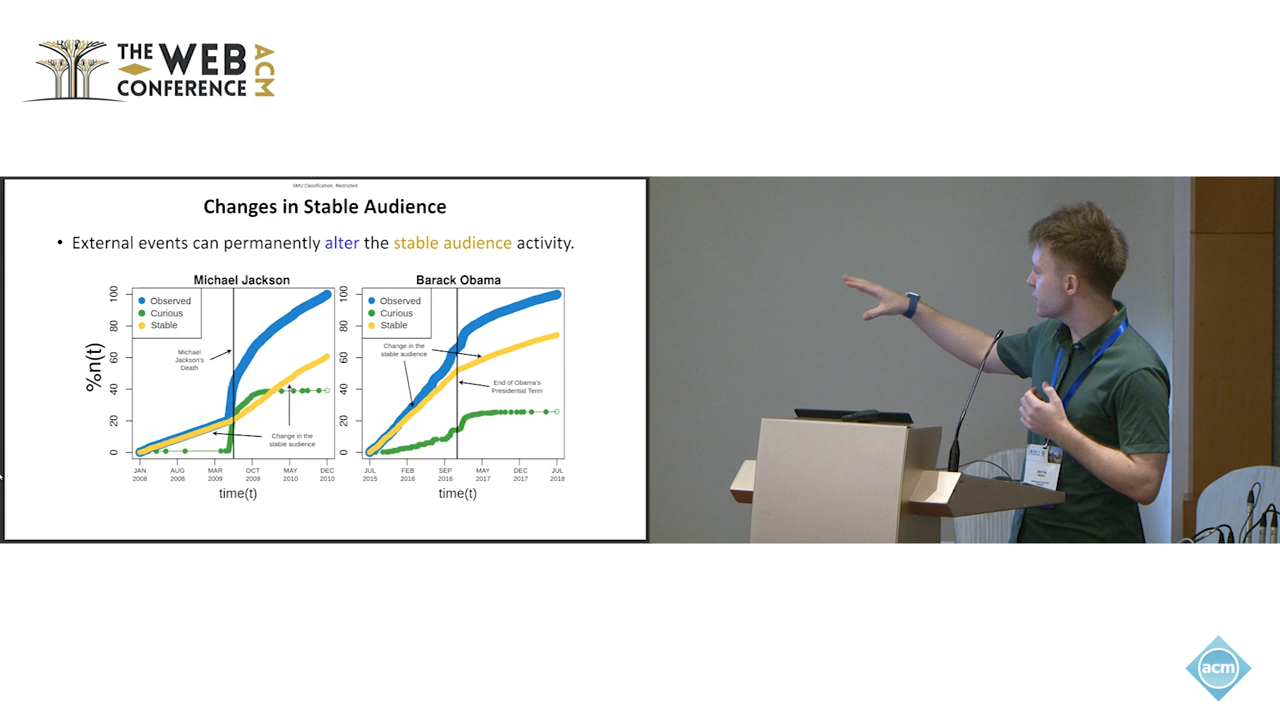 THE WEB
CONFERENCE
ACM
SMU Classification: Restricted
Changes in Stable Audience
• External events can permanently alter the stable audience activity.
Michael Jackson
Observed
Curious
Stable
Michael
Jackson's
Death
Change in the
stable audience
%n(t)
0
20
40
60
80
100
JAN
2008
AUG
2008
MAR
2009
OCT
2009
MAY
2010
DEC
2010
time(t)
Barack Obama
Observed
Curious
Stable
Change in the
stable audience
End of Obama's
Presidential Term
0
20
40
60
80
100
JUL
2015
FEB
2016
SEP
2016
MAY
2017
DEC
2017
JUL
2018
time(t)
acm